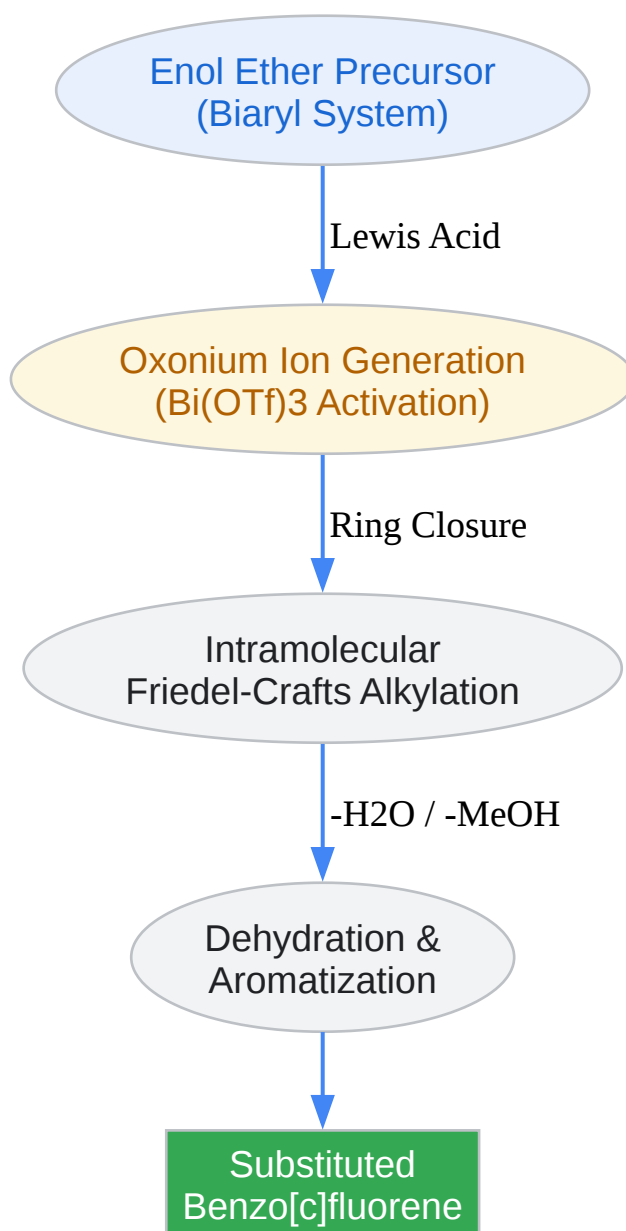 Enol Ether Precursor
(Biaryl System)
Lewis Acid
Oxonium Ion Generation
(Bi(OTf)3 Activation)
Ring Closure
Intramolecular
Friedel-Crafts Alkylation
-H2O / -MeOH
Dehydration &
Aromatization
Substituted
Benzo[c]fluorene